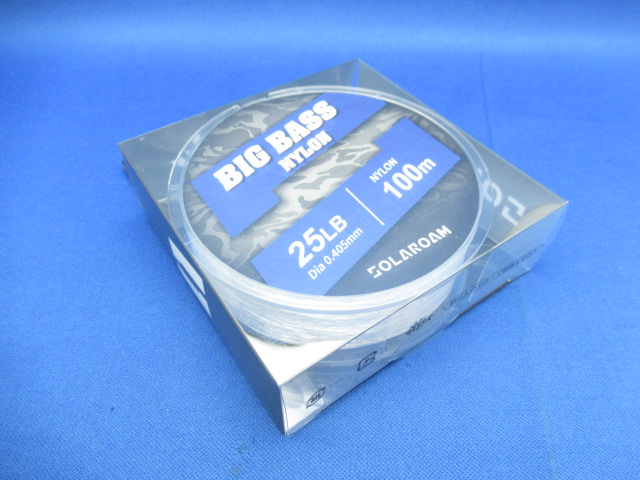 BIG BASS
NYLON
25LB
Dia 0.405mm
NYLON
100m
SOLAROAM